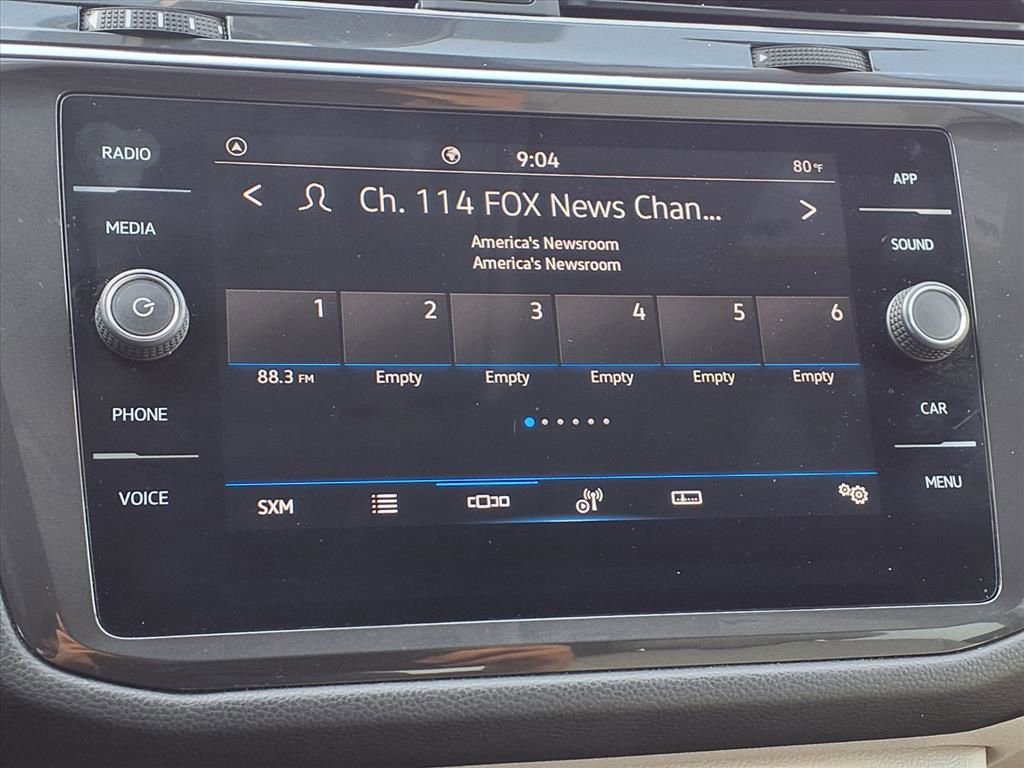 RADIO
MEDIA
PHONE
VOICE
9:04
80°F
Ch. 114 FOX News Chan...
America's Newsroom
America's Newsroom
1 2 3 4 5 6
88.3 FM Empty Empty Empty Empty Empty
SXM
APP
SOUND
CAR
MENU